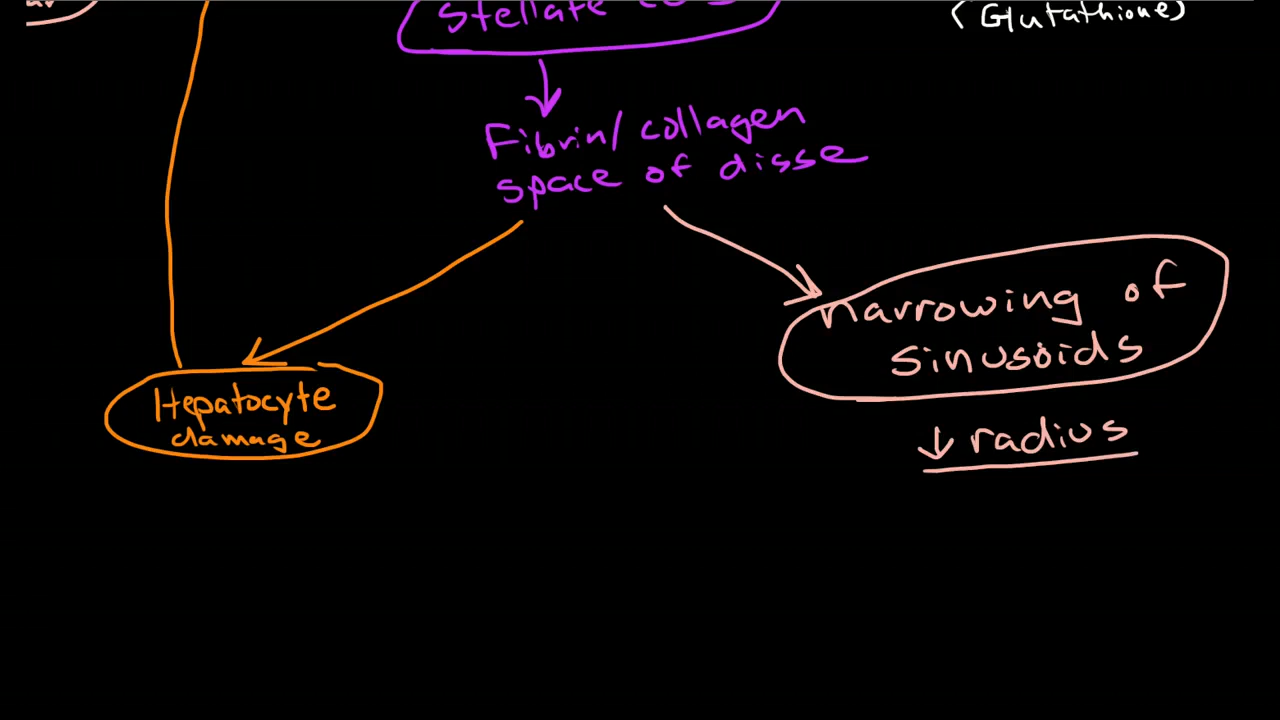 Stellate
(Glutathione)
Fibrin/ collagen
space of disse
narrowing of
sinusoids
↓ radius
Hepatocyte
damage